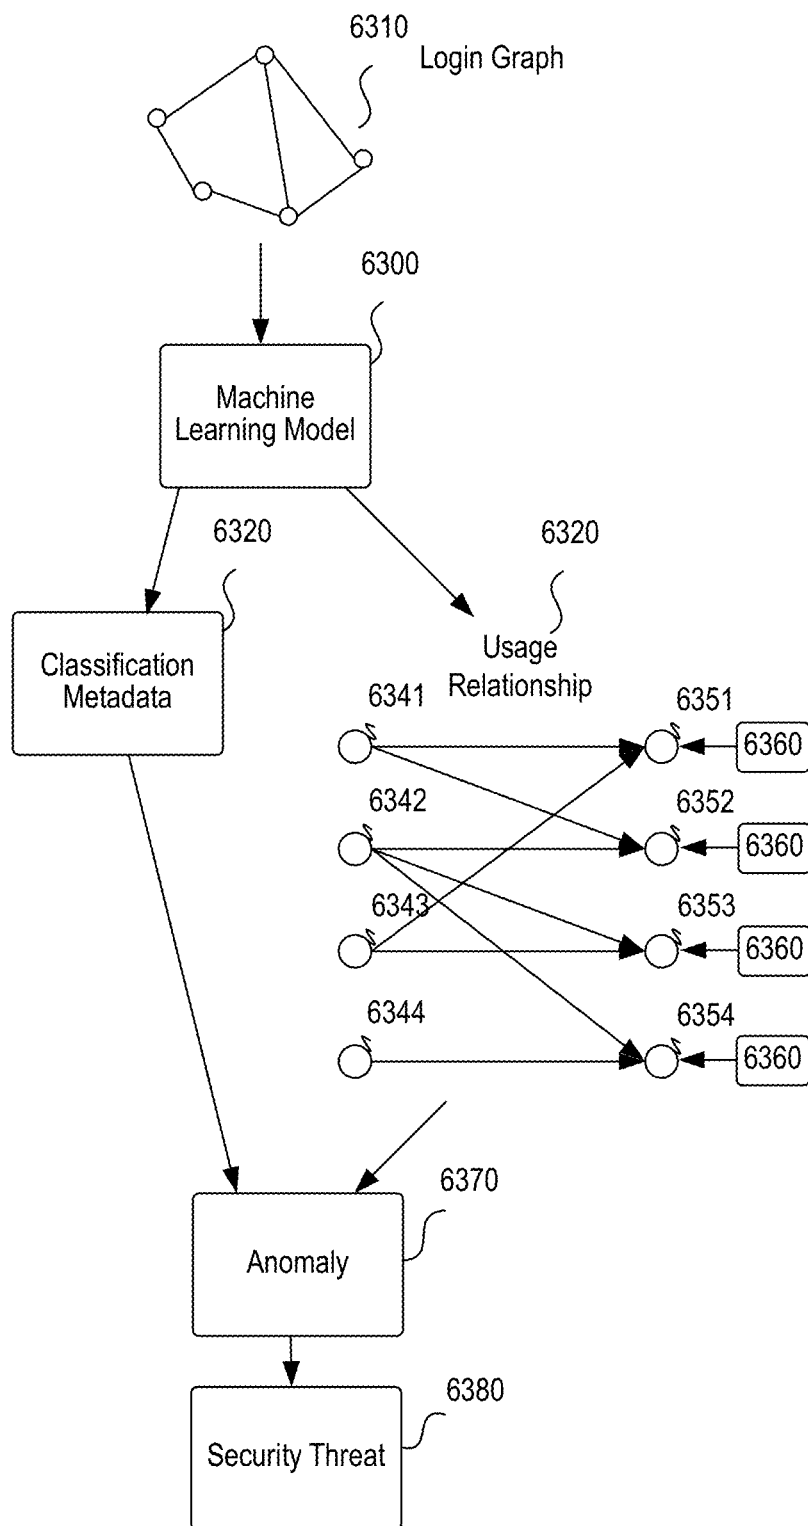 6310
Login Graph
6300
Machine
Learning Model
6320
6320
Classification
Metadata
Usage
Relationship
6341
6351
6360
6342
6352
6360
6343
6353
6360
6344
6354
6360
6370
Anomaly
6380
Security Threat